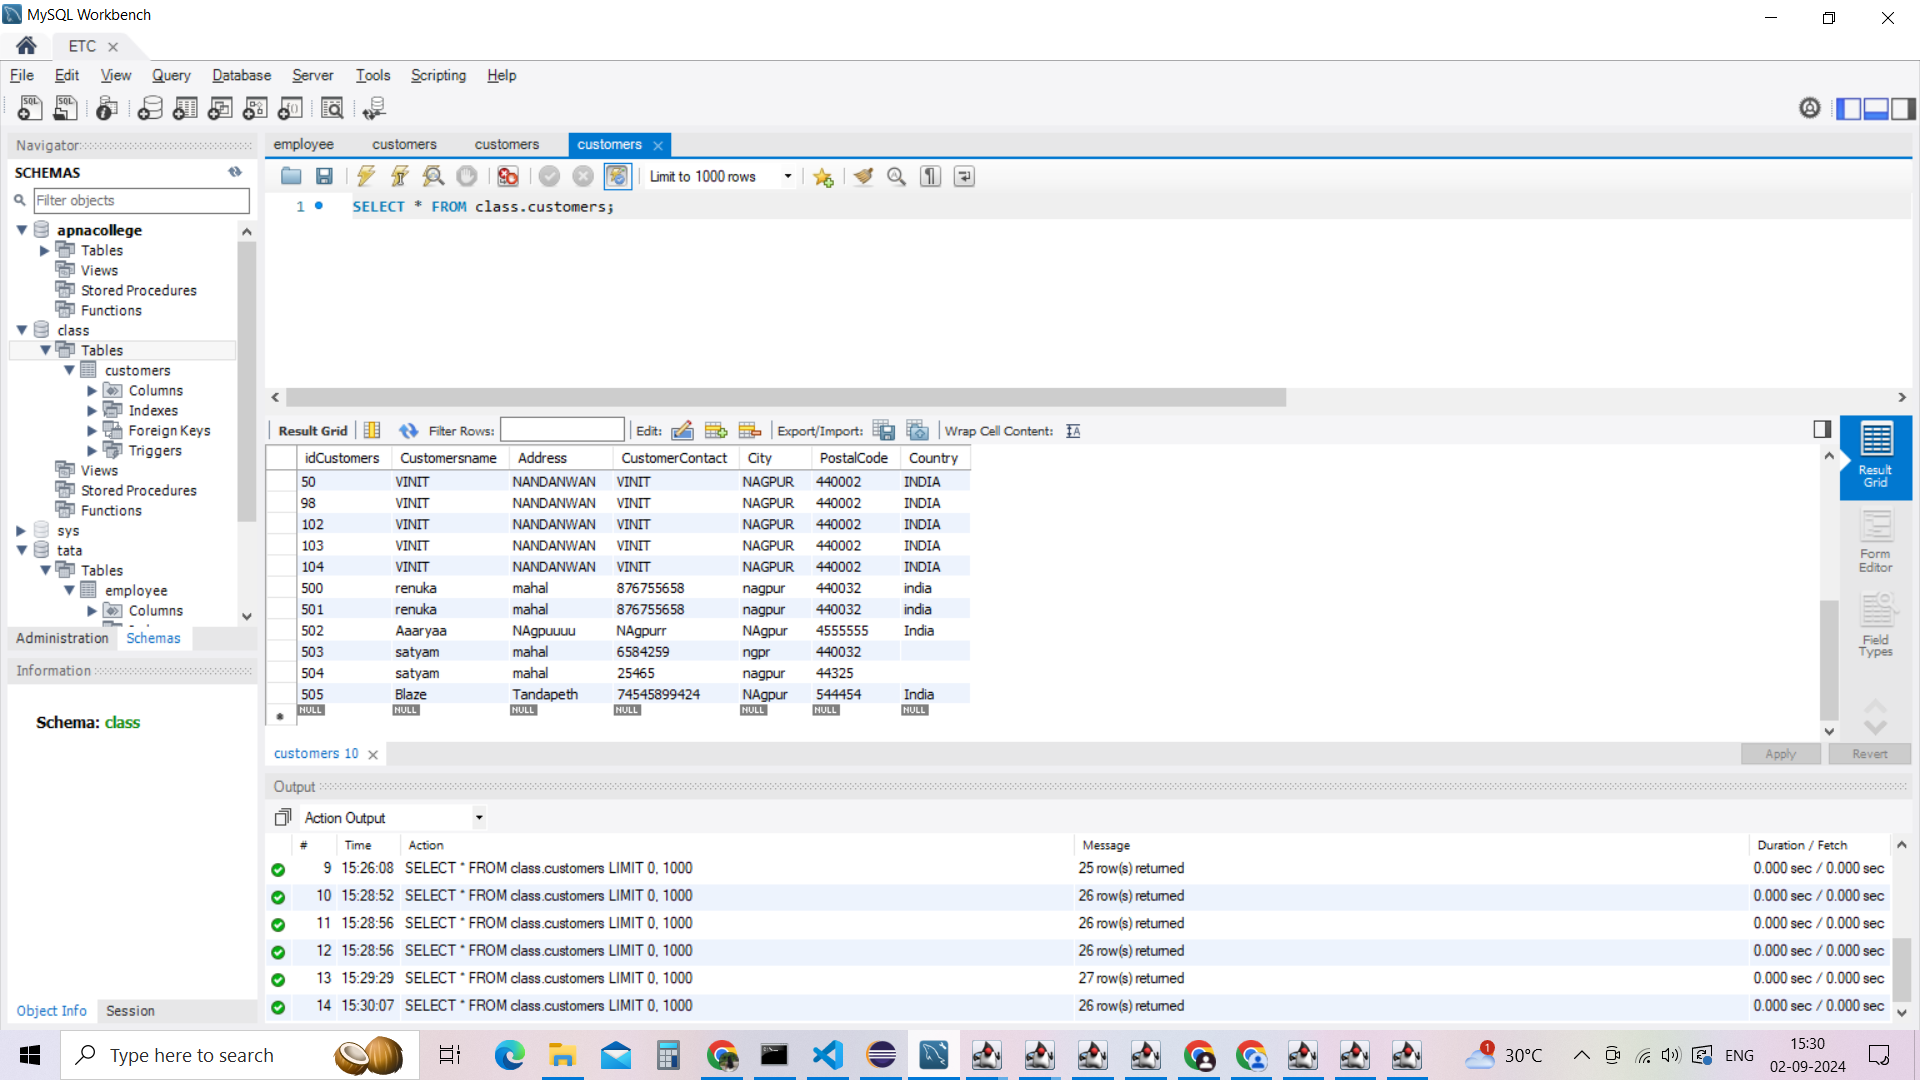 MySQL Workbench
ETC
File Edit View Query Database Server Tools Scripting Help
Navigator
SCHEMAS
Filter objects
apnacollege
Tables
Views
Stored Procedures
Functions
class
Tables
customers
Columns
Indexes
Foreign Keys
Triggers
Views
Stored Procedures
Functions
sys
tata
Tables
employee
Columns
Administration Schemas
Information
Schema: class
Object Info Session
employee customers customers customers
Limit to 1000 rows
1 SELECT * FROM class.customers;
Result Grid Filter Rows: Edit: Export/Import: Wrap Cell Content:
idCustomers Customersname Address CustomerContact City PostalCode Country
50 VINIT NANDANWAN VINIT NAGPUR 440002 INDIA
98 VINIT NANDANWAN VINIT NAGPUR 440002 INDIA
102 VINIT NANDANWAN VINIT NAGPUR 440002 INDIA
103 VINIT NANDANWAN VINIT NAGPUR 440002 INDIA
104 VINIT NANDANWAN VINIT NAGPUR 440002 INDIA
500 renuka mahal 876755658 nagpur 440032 india
501 renuka mahal 876755658 nagpur 440032 india
502 Aaaryaa NAgpuuuu NAgpurr NAgpur 4555555 India
503 satyam mahal 6584259 ngpr 440032
504 satyam mahal 25465 nagpur 44325
505 Blaze Tandapeth 74545899424 NAgpur 544454 India
NULL NULL NULL NULL NULL NULL NULL
Result Grid
Form Editor
Field Types
customers 10
Apply Revert
Output
Action Output
# Time Action Message Duration / Fetch
9 15:26:08 SELECT * FROM class.customers LIMIT 0, 1000 25 row(s) returned 0.000 sec / 0.000 sec
10 15:28:52 SELECT * FROM class.customers LIMIT 0, 1000 26 row(s) returned 0.000 sec / 0.000 sec
11 15:28:56 SELECT * FROM class.customers LIMIT 0, 1000 26 row(s) returned 0.000 sec / 0.000 sec
12 15:28:56 SELECT * FROM class.customers LIMIT 0, 1000 26 row(s) returned 0.000 sec / 0.000 sec
13 15:29:29 SELECT * FROM class.customers LIMIT 0, 1000 27 row(s) returned 0.000 sec / 0.000 sec
14 15:30:07 SELECT * FROM class.customers LIMIT 0, 1000 26 row(s) returned 0.000 sec / 0.000 sec
Type here to search
1 30°C ENG
15:30
02-09-2024